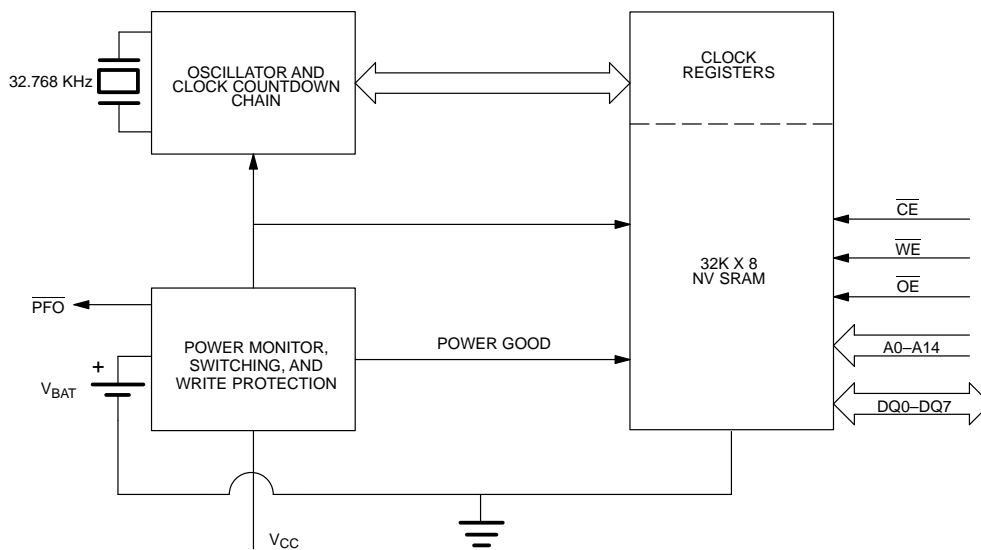 32.768 KHz
OSCILLATOR AND
CLOCK COUNTDOWN
CHAIN
CLOCK
REGISTERS
CE
WE
OE
32K X 8
NV SRAM
PFO
POWER MONITOR,
SWITCHING, AND
WRITE PROTECTION
POWER GOOD
A0–A14
+
VBAT
DQ0–DQ7
VCC